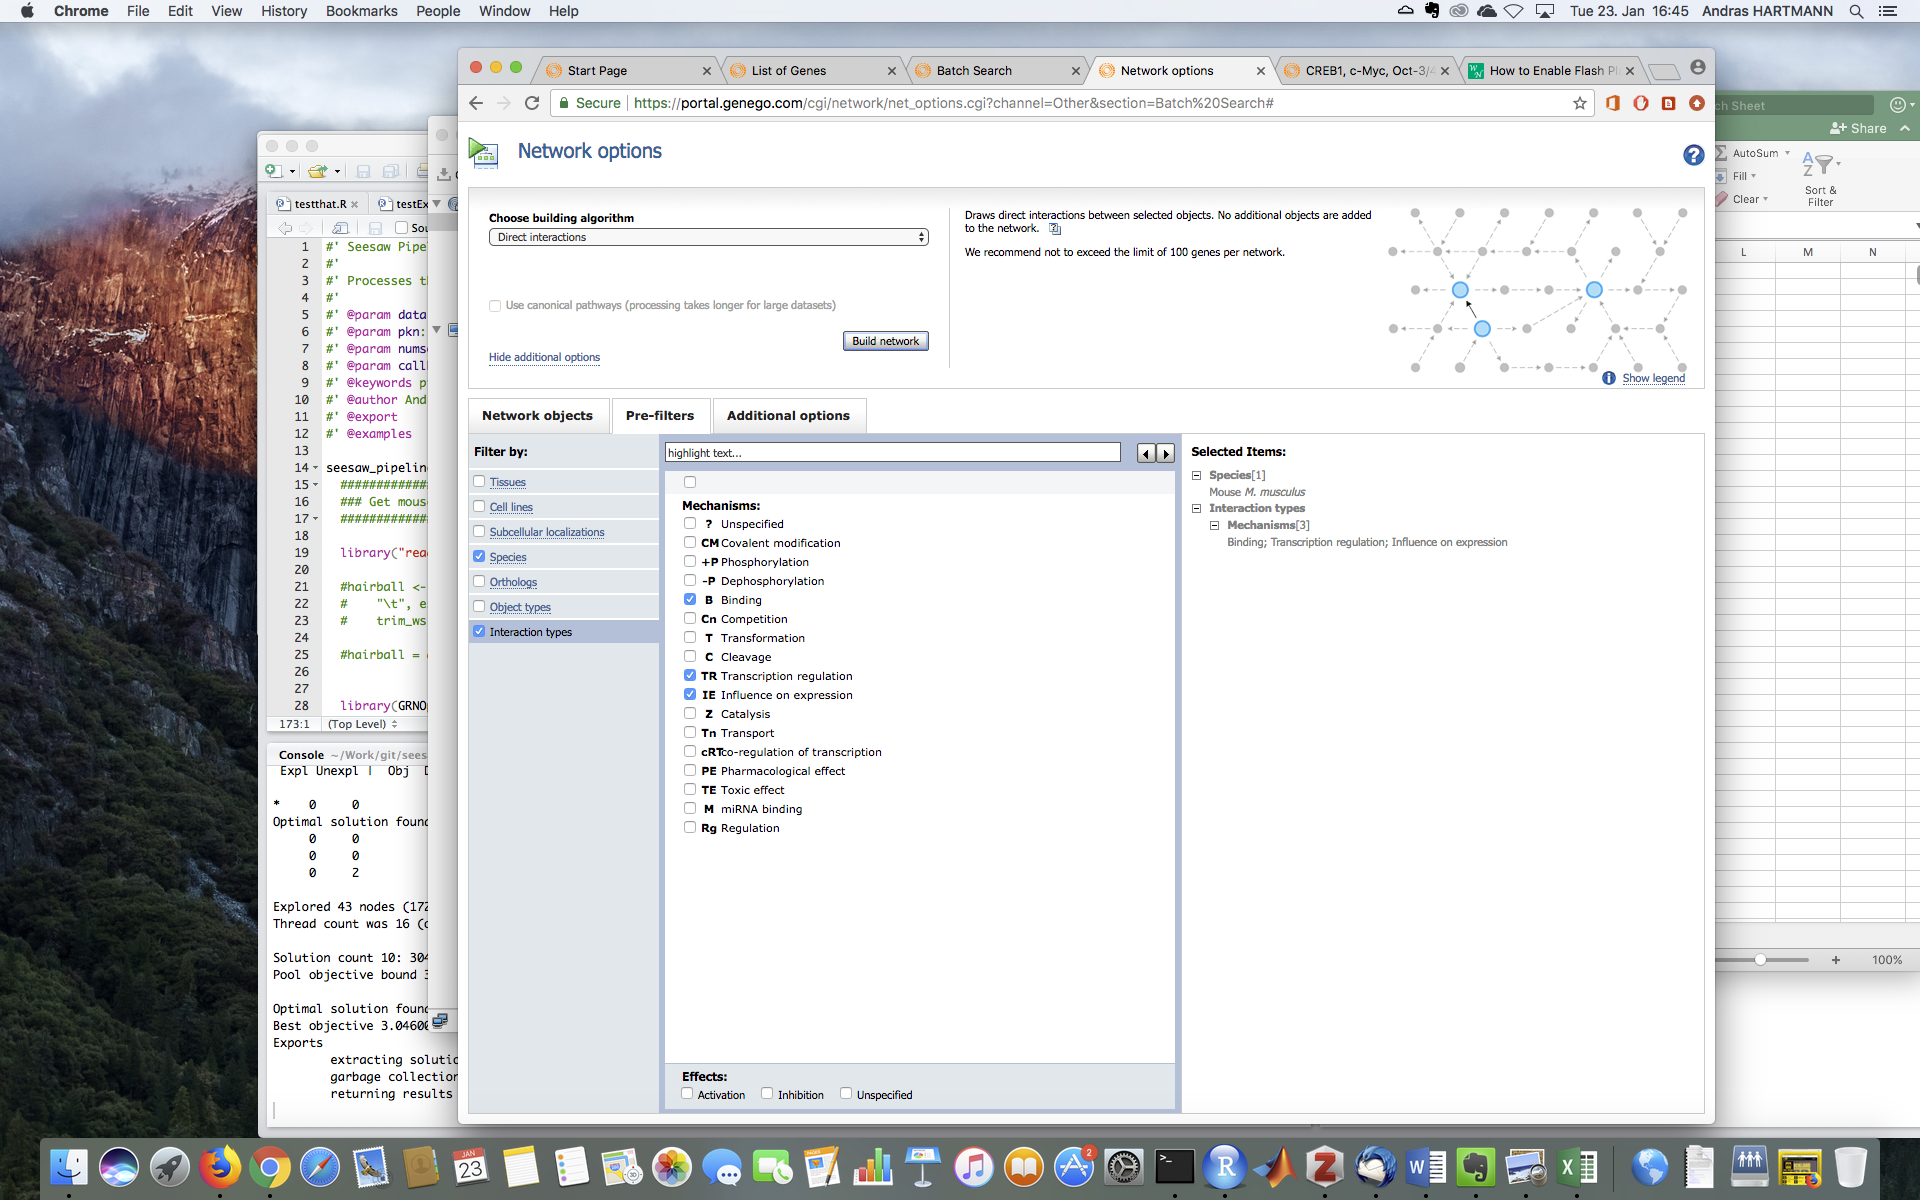 Chrome File Edit View History Bookmarks People Window Help Tue 23. Jan 16:45 Andras HARTMANN
Start Page
List of Genes
Batch Search
Network options
CREB1, c-Myc, Oct-3/4
How to Enable Flash Pl
Secure https://portal.genego.com/cgi/network/net_options.cgi?channel=Other&section=Batch%20Search#
Network options
Choose building algorithm
Direct interactions
Use canonical pathways (processing takes longer for large datasets)
Build network
Hide additional options
Draws direct interactions between selected objects. No additional objects are added
to the network.
We recommend not to exceed the limit of 100 genes per network.
Show legend
Network objects Pre-filters Additional options
Filter by:
Tissues
Cell lines
Subcellular localizations
Species
Orthologs
Object types
Interaction types
highlight text...
Mechanisms:
? Unspecified
CM Covalent modification
+P Phosphorylation
-P Dephosphorylation
B Binding
Cn Competition
T Transformation
C Cleavage
TR Transcription regulation
IE Influence on expression
Z Catalysis
Tn Transport
cRT co-regulation of transcription
PE Pharmacological effect
TE Toxic effect
M miRNA binding
Rg Regulation
Effects:
Activation Inhibition Unspecified
Selected Items:
Species[1]
Mouse M. musculus
Interaction types
Mechanisms[3]
Binding; Transcription regulation; Influence on expression
testthat.R
testEx
Sou
1 #' Seesaw Pipe
2 #'
3 #' Processes t
4 #'
5 #' @param data
6 #' @param pkn:
7 #' @param nums
8 #' @param call
9 #' @keywords p
10 #' @author And
11 #' @export
12 #' @examples
13
14 seesaw_pipelin
15 #############
16 ### Get mous
17 #############
18
19 library("rea
20
21 #hairball <-
22 # "\t", e
23 # trim_ws
24
25 #hairball =
26
27
28 library(GRNO
173:1 (Top Level)
Console ~/Work/git/sees
Expl Unexpl | Obj
* 0 0
Optimal solution foun
0 0
0 0
0 2
Explored 43 nodes (172
Thread count was 16 (
Solution count 10: 304
Pool objective bound 3
Optimal solution foun
Best objective 3.04600
Exports
extracting solutio
garbage collection
returning results
ch Sheet
Share
AutoSum
Fill
Clear
Sort &
Filter
L M N
100%
JAN
23
2